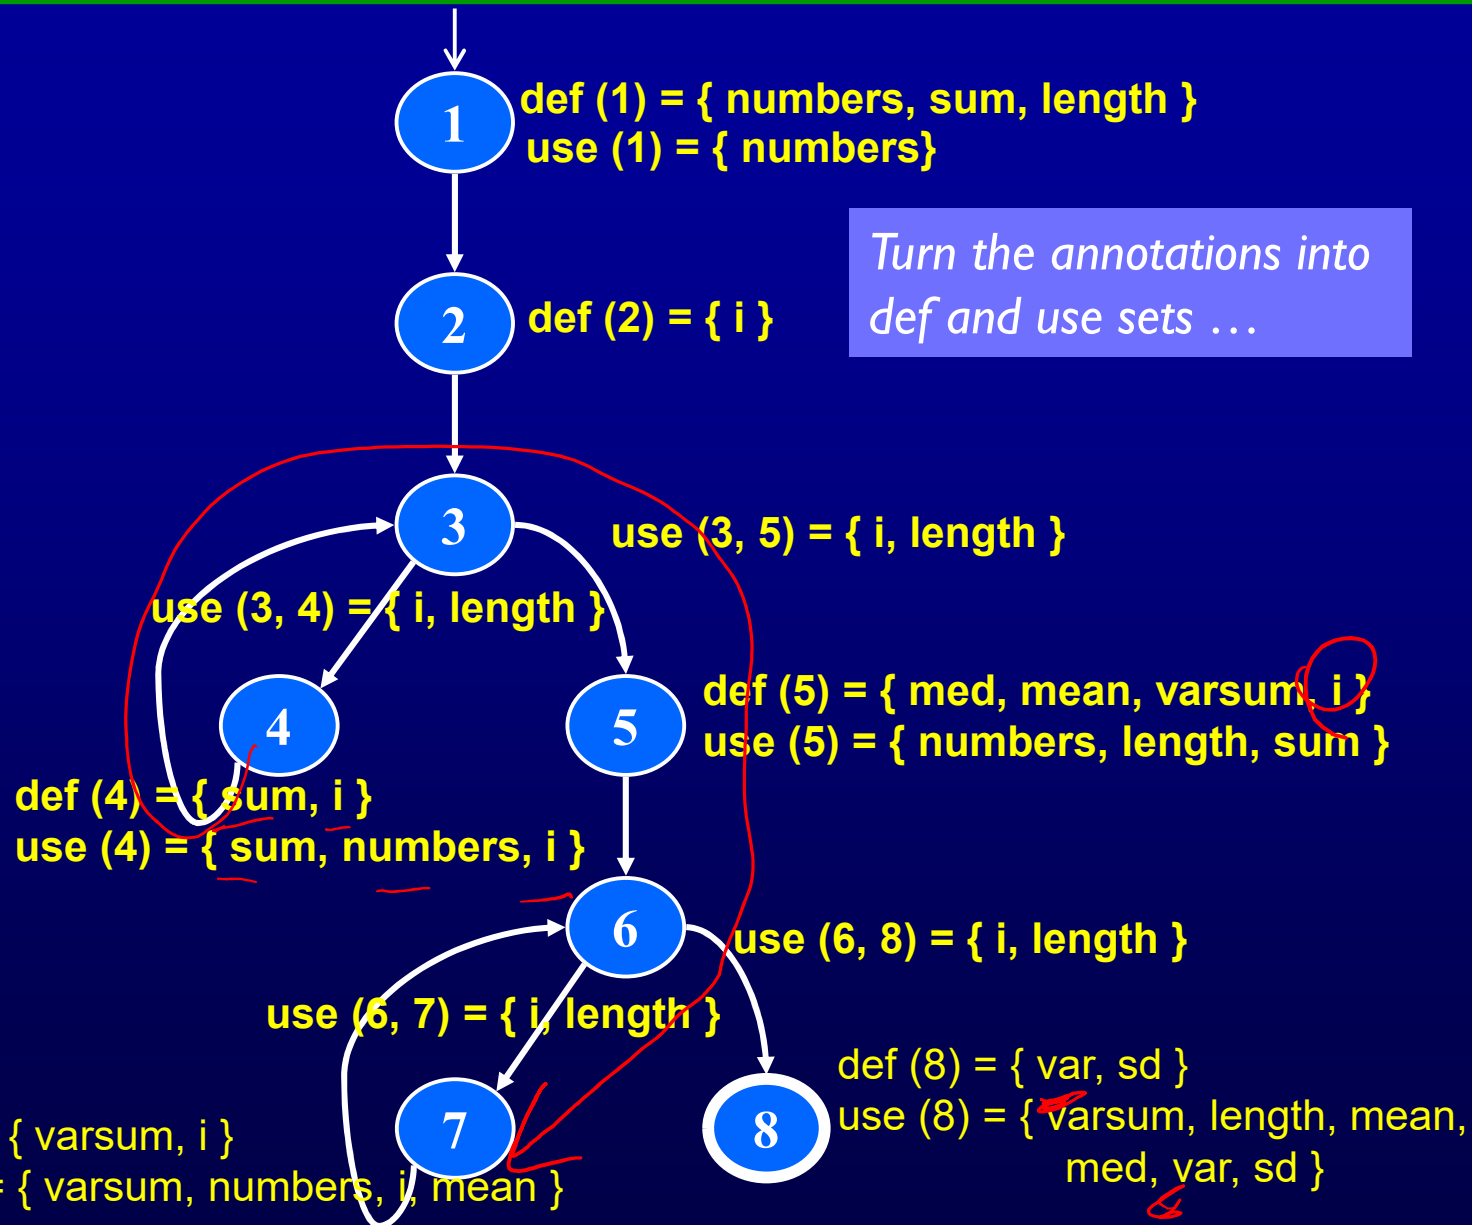 1
def (1) = { numbers, sum, length }
use (1) = { numbers}
Turn the annotations into
def and use sets …
2
def (2) = { i }
3
use (3, 5) = { i, length }
use (3, 4) = { i, length }
4
5
def (5) = { med, mean, varsum, i }
use (5) = { numbers, length, sum }
def (4) = { sum, i }
use (4) = { sum, numbers, i }
6
use (6, 8) = { i, length }
use (6, 7) = { i, length }
7
8
def (8) = { var, sd }
use (8) = { varsum, length, mean,
med, var, sd }
{ varsum, i }
= { varsum, numbers, i, mean }